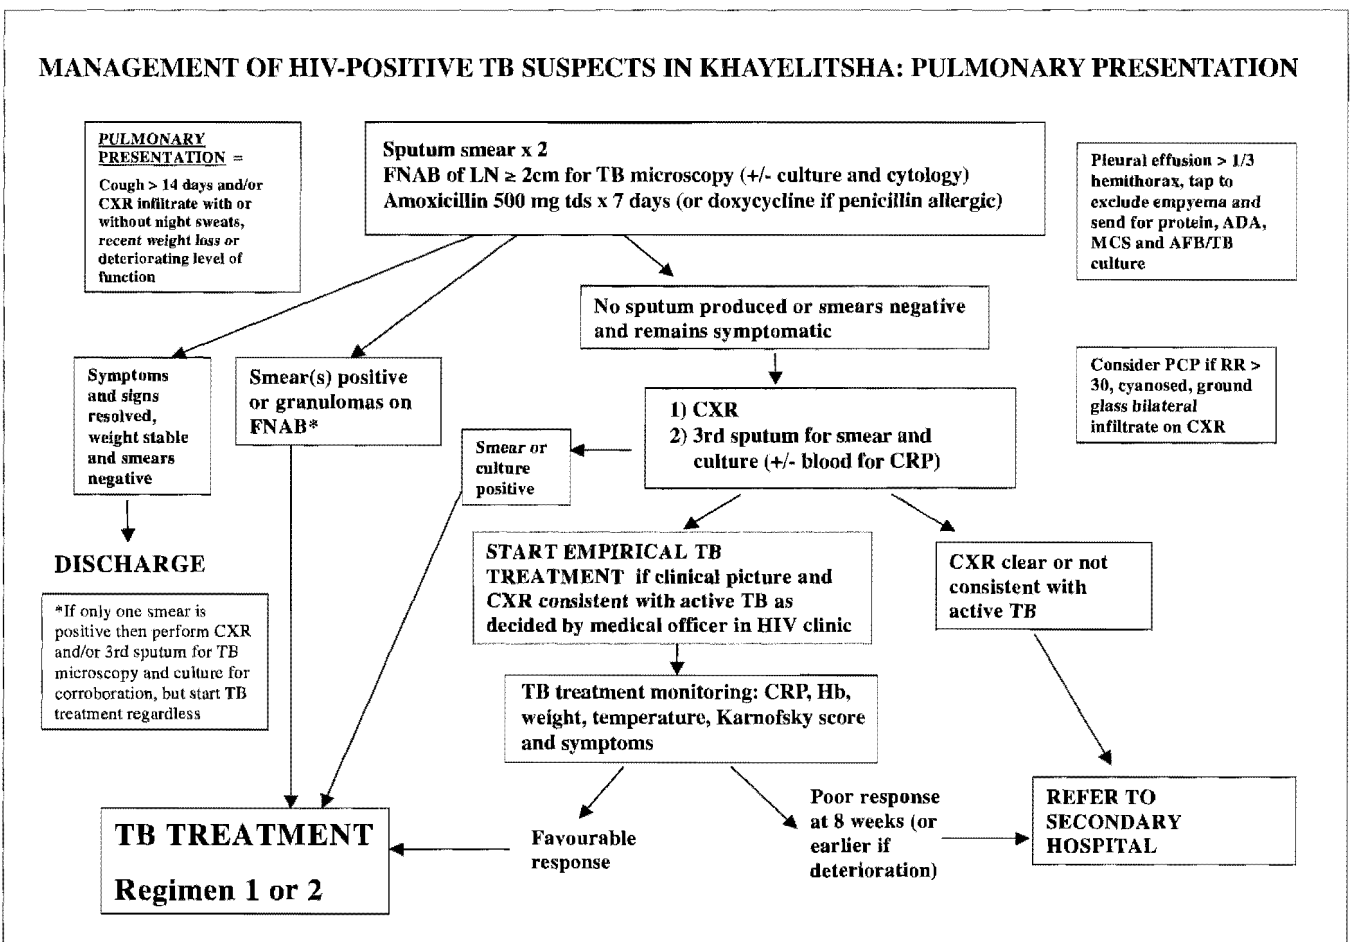 MANAGEMENT OF HIV-POSITIVE TB SUSPECTS IN KHAYELITSHA: PULMONARY PRESENTATION
PULMONARY
PRESENTATION =
Cough > 14 days and/or
CXR infiltrate with or
without night sweats,
recent weight loss or
deteriorating level of
function
Sputum smear x 2
FNAB of LN ≥ 2cm for TB microscopy (+/- culture and cytology)
Amoxicillin 500 mg tds x 7 days (or doxycycline if penicillin allergic)
Pleural effusion > 1/3
hemithorax, tap to
exclude empyema and
send for protein, ADA,
MCS and AFB/TB
culture
No sputum produced or smears negative
and remains symptomatic
Symptoms
and signs
resolved,
weight stable
and smears
negative
Smear(s) positive
or granulomas on
FNAB*
Consider PCP if RR >
30, cyanosed, ground
glass bilateral
infiltrate on CXR
1) CXR
2) 3rd sputum for smear and
culture (+/- blood for CRP)
Smear or
culture
positive
DISCHARGE
START EMPIRICAL TB
TREATMENT if clinical picture and
CXR consistent with active TB as
decided by medical officer in HIV clinic
CXR clear or not
consistent with
active TB
*If only one smear is
positive then perform CXR
and/or 3rd sputum for TB
microscopy and culture for
corroboration, but start TB
treatment regardless
TB treatment monitoring: CRP, Hb,
weight, temperature, Karnofsky score
and symptoms
TB TREATMENT
Regimen 1 or 2
Favourable
response
Poor response
at 8 weeks (or
earlier if
deterioration)
REFER TO
SECONDARY
HOSPITAL